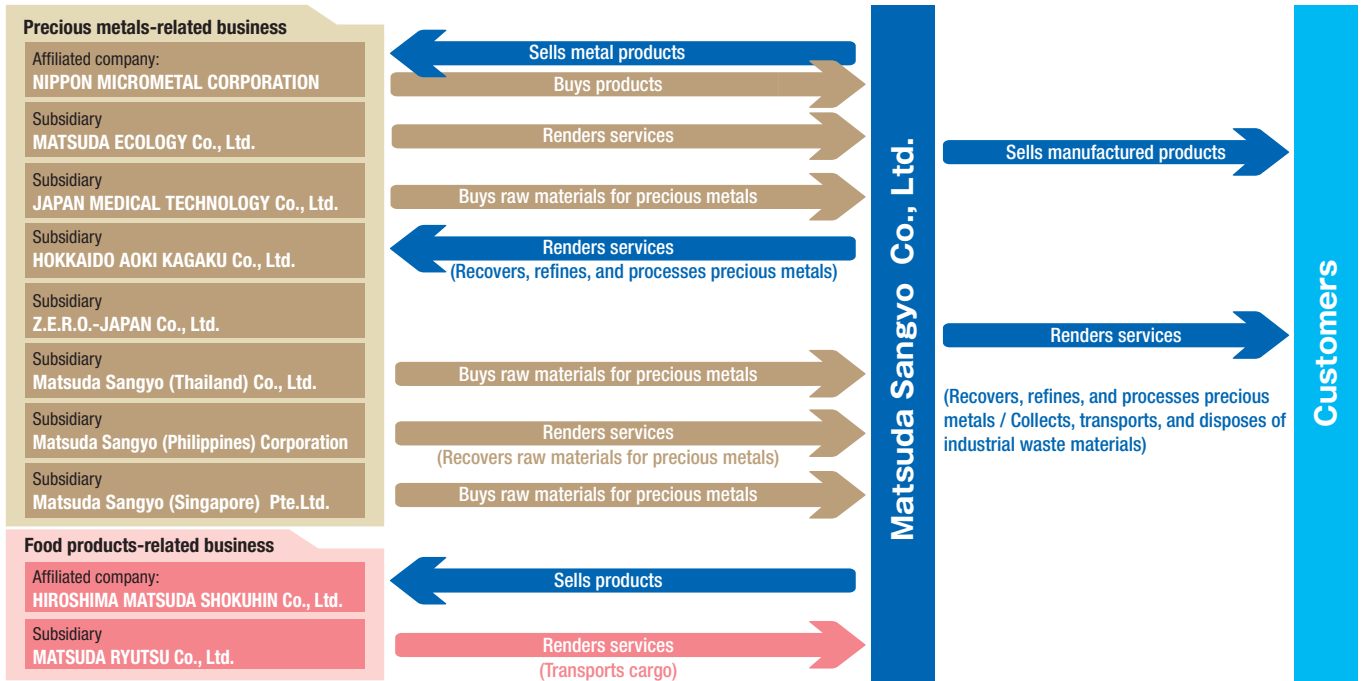 Precious metals-related business
Affiliated company:
NIPPON MICROMETAL CORPORATION
Subsidiary
MATSUDA ECOLOGY Co., Ltd.
Subsidiary
JAPAN MEDICAL TECHNOLOGY Co., Ltd.
Subsidiary
HOKKAIDO AOKI KAGAKU Co., Ltd.
Subsidiary
Z.E.R.O.-JAPAN Co., Ltd.
Subsidiary
Matsuda Sangyo (Thailand) Co., Ltd.
Subsidiary
Matsuda Sangyo (Philippines) Corporation
Subsidiary
Matsuda Sangyo (Singapore) Pte.Ltd.
Food products-related business
Affiliated company:
HIROSHIMA MATSUDA SHOKUHIN Co., Ltd.
Subsidiary
MATSUDA RYUTSU Co., Ltd.
Sells metal products
Buys products
Renders services
Buys raw materials for precious metals
Renders services
(Recovers, refines, and processes precious metals)
Buys raw materials for precious metals
Renders services
(Recovers raw materials for precious metals)
Buys raw materials for precious metals
Sells products
Renders services
(Transports cargo)
Matsuda Sangyo Co., Ltd.
Sells manufactured products
Renders services
(Recovers, refines, and processes precious
metals / Collects, transports, and disposes of
industrial waste materials)
Customers